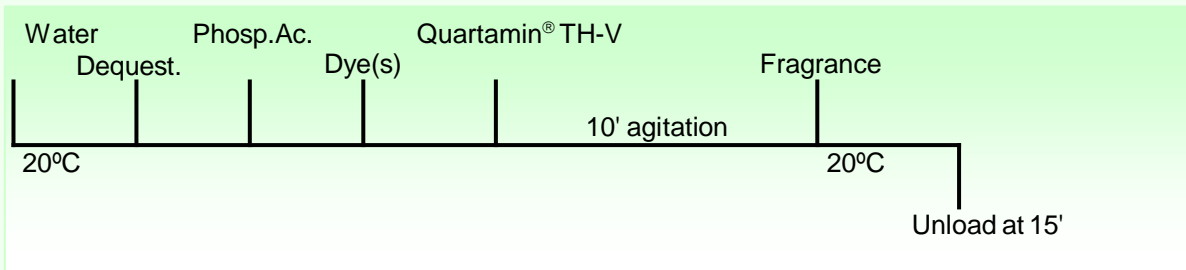 Water Phosp.Ac. Quartamin® TH-V
Dequest. Dye(s) Fragrance
10' agitation
20ºC 20ºC
Unload at 15'